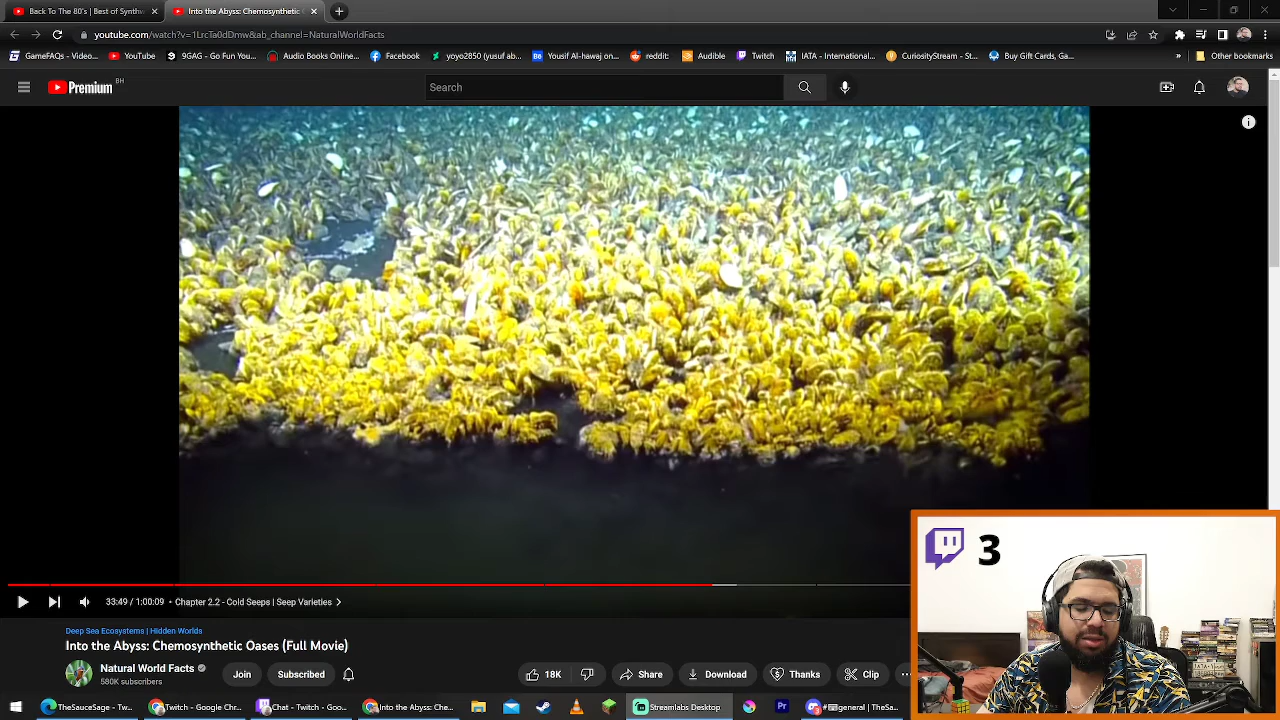 Back To The 80's | Best of Synthw
Into the Abyss: Chemosynthetic
youtube.com/watch?v=1LrcTa0dDmw&ab_channel=NaturalWorldFacts
GameFAQs - Video... YouTube 9GAG - Go Fun You... Audio Books Online... Facebook yoyo2850 (yusuf ab... Yousif Al-hawaj on... reddit: Audible Twitch IATA - International... CuriosityStream - St... Buy Gift Cards, Ga... » Other bookmarks
Premium BH
Search
33:49 / 1:00:09 • Chapter 2.2 - Cold Seeps | Seep Varieties
3
Deep Sea Ecosystems | Hidden Worlds
Into the Abyss: Chemosynthetic Oases (Full Movie)
Natural World Facts
580K subscribers
Join
Subscribed
18K
Share
Download
Thanks
Clip
TheSauceSage - Tw... Twitch - Google Chr... Chat - Twitch - Goo... Into the Abyss: Che... Streamlabs Desktop Pr general | TheSa...